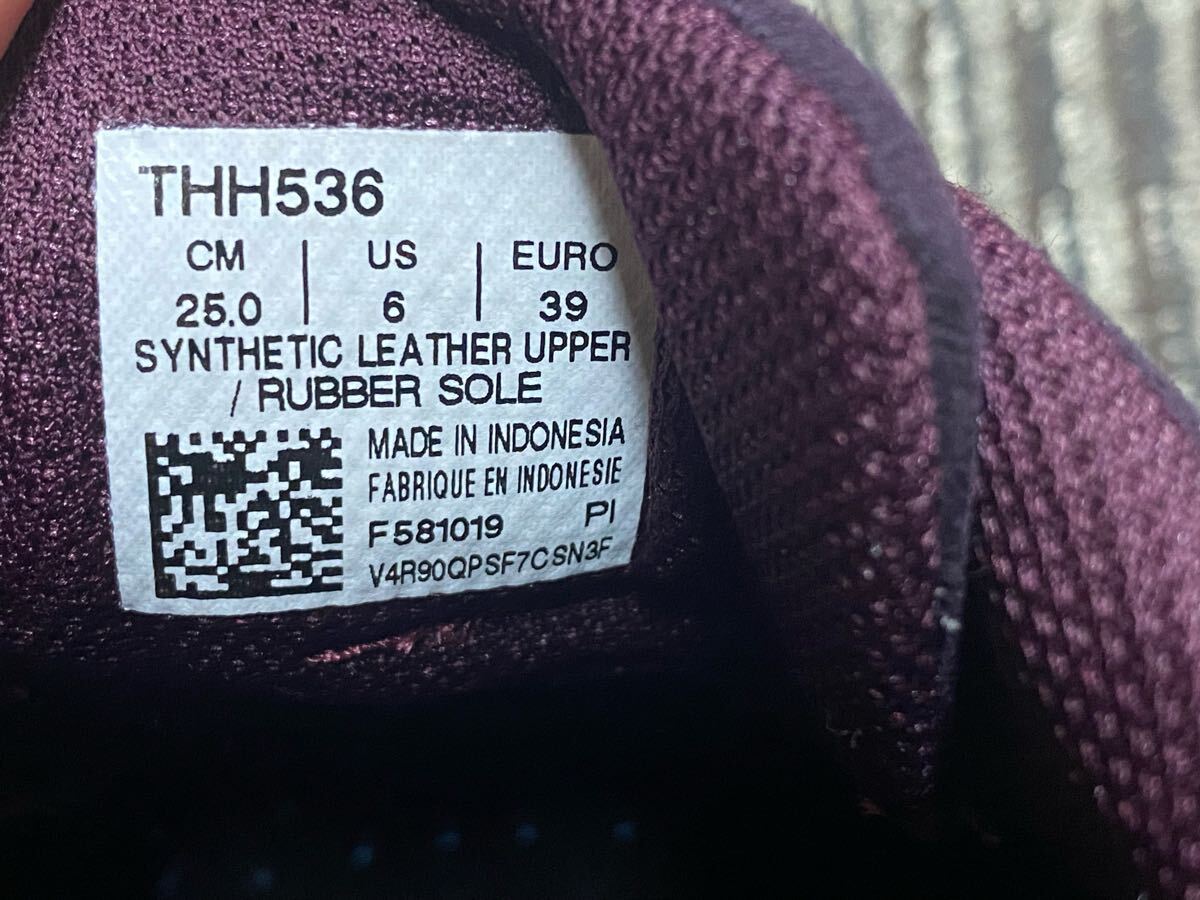 THH536
CM | US | EURO
25.0 | 6 | 39
SYNTHETIC LEATHER UPPER
/ RUBBER SOLE
MADE IN INDONESIA
FABRIQUE EN INDONESIE
F581019 PI
V4R90QPSF7CSN3F